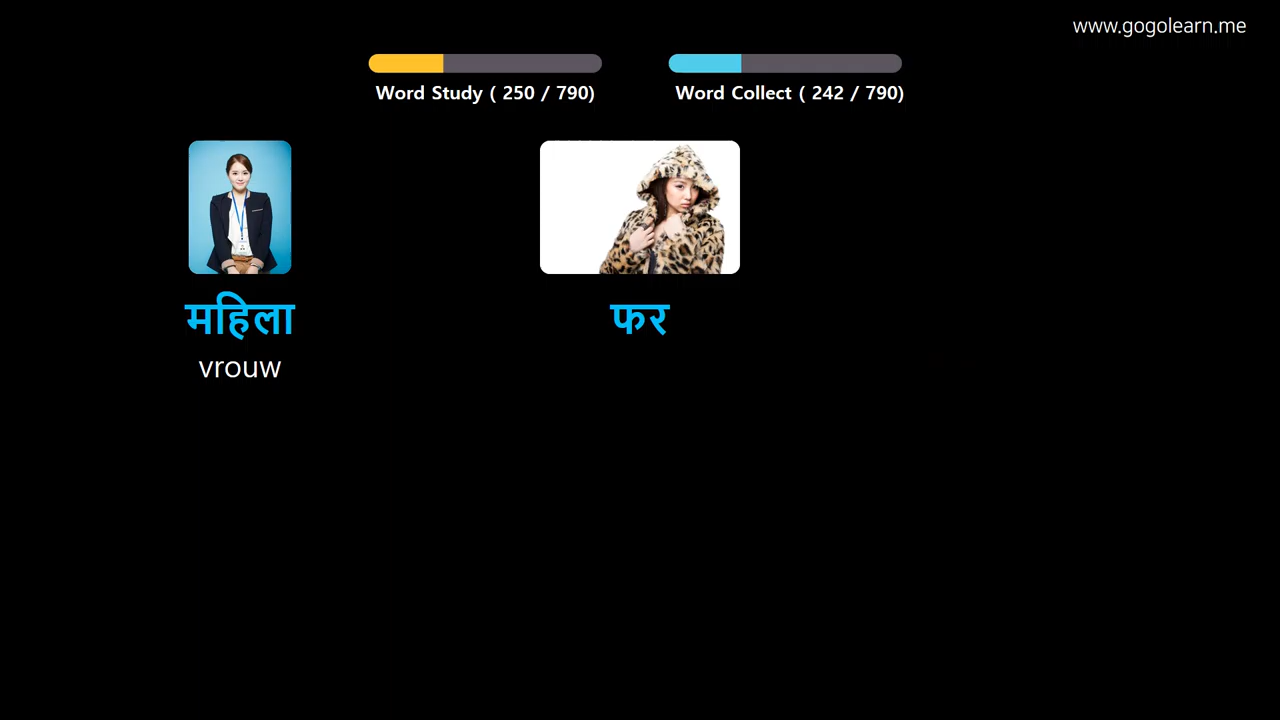 www.gogolearn.me
Word Study ( 250 / 790)
Word Collect ( 242 / 790)
महिला
फर
vrouw